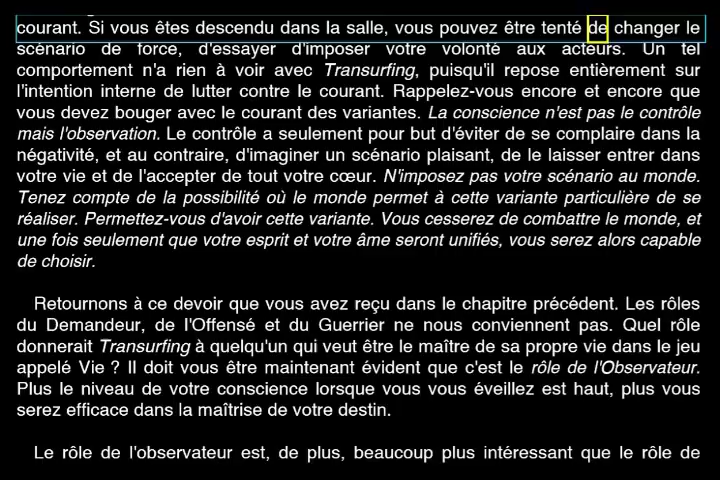 courant. Si vous êtes descendu dans la salle, vous pouvez être tenté de changer le
scénario de force, d'essayer d'imposer votre volonté aux acteurs. Un tel
comportement n'a rien à voir avec Transurfing, puisqu'il repose entièrement sur
l'intention interne de lutter contre le courant. Rappelez-vous encore et encore que
vous devez bouger avec le courant des variantes. La conscience n'est pas le contrôle
mais l'observation. Le contrôle a seulement pour but d'éviter de se complaire dans la
négativité, et au contraire, d'imaginer un scénario plaisant, de le laisser entrer dans
votre vie et de l'accepter de tout votre cœur. N'imposez pas votre scénario au monde.
Tenez compte de la possibilité où le monde permet à cette variante particulière de se
réaliser. Permettez-vous d'avoir cette variante. Vous cesserez de combattre le monde, et
une fois seulement que votre esprit et votre âme seront unifiés, vous serez alors capable
de choisir.
Retournons à ce devoir que vous avez reçu dans le chapitre précédent. Les rôles
du Demandeur, de l'Offensé et du Guerrier ne nous conviennent pas. Quel rôle
donnerait Transurfing à quelqu'un qui veut être le maître de sa propre vie dans le jeu
appelé Vie ? Il doit vous être maintenant évident que c'est le rôle de l'Observateur.
Plus le niveau de votre conscience lorsque vous vous éveillez est haut, plus vous
serez efficace dans la maîtrise de votre destin.
Le rôle de l'observateur est, de plus, beaucoup plus intéressant que le rôle de